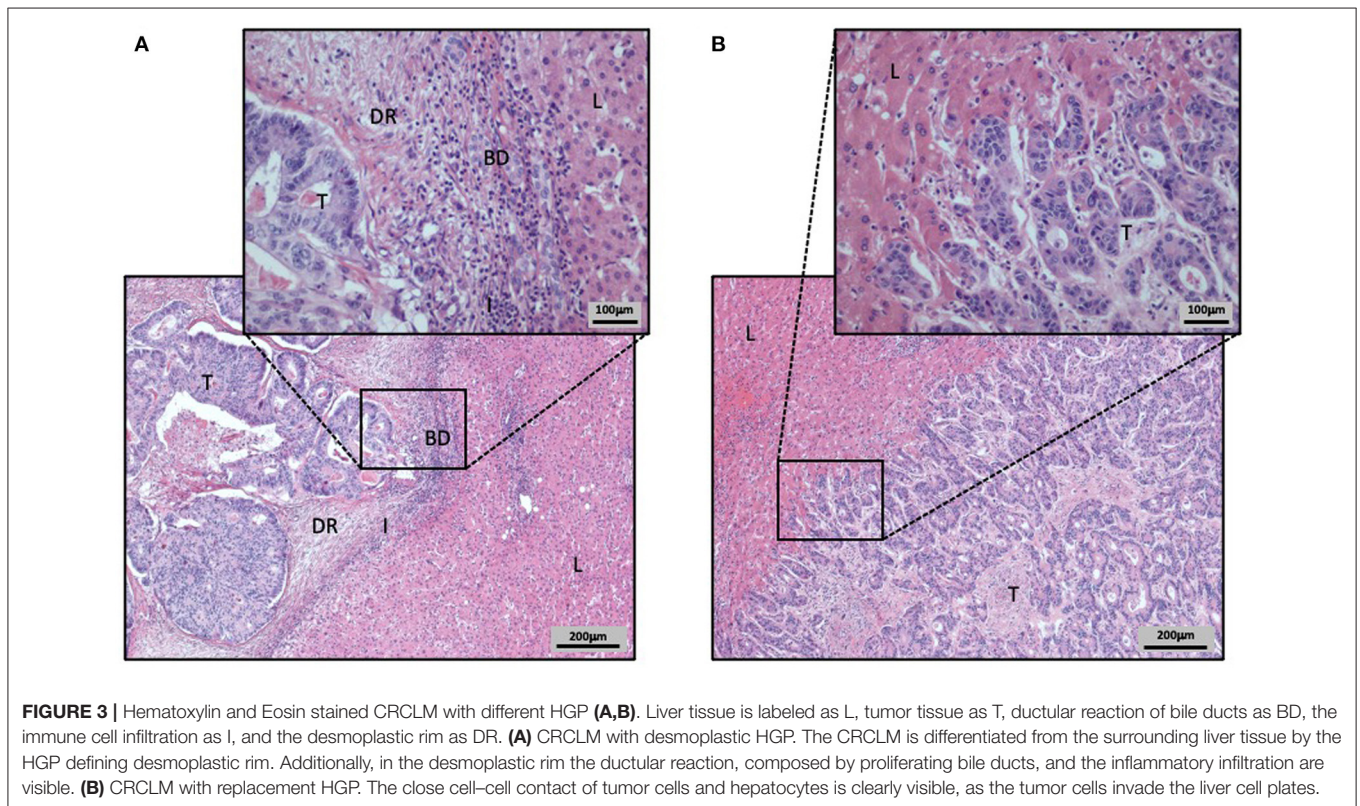 A
B
DR
BD
L
T
I
100µm
L
T
100µm
T
BD
DR
I
L
200µm
L
T
200µm
FIGURE 3 | Hematoxylin and Eosin stained CRCLM with different HGP (A,B). Liver tissue is labeled as L, tumor tissue as T, ductular reaction of bile ducts as BD, the
immune cell infiltration as I, and the desmoplastic rim as DR. (A) CRCLM with desmoplastic HGP. The CRCLM is differentiated from the surrounding liver tissue by the
HGP defining desmoplastic rim. Additionally, in the desmoplastic rim the ductular reaction, composed by proliferating bile ducts, and the inflammatory infiltration are
visible. (B) CRCLM with replacement HGP. The close cell–cell contact of tumor cells and hepatocytes is clearly visible, as the tumor cells invade the liver cell plates.